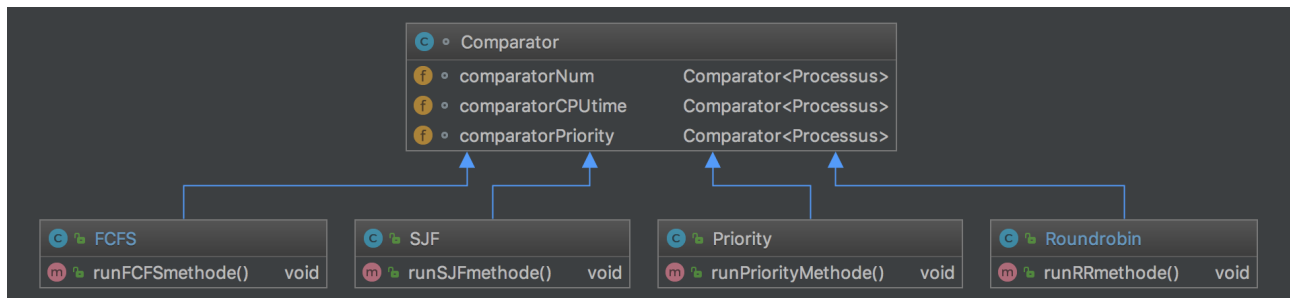 Comparator
comparatorNum Comparator<Processus>
comparatorCPUtime Comparator<Processus>
comparatorPriority Comparator<Processus>
FCFS
runFCFSmethode() void
SJF
runSJFmethode() void
Priority
runPriorityMethode() void
Roundrobin
runRRmethode() void